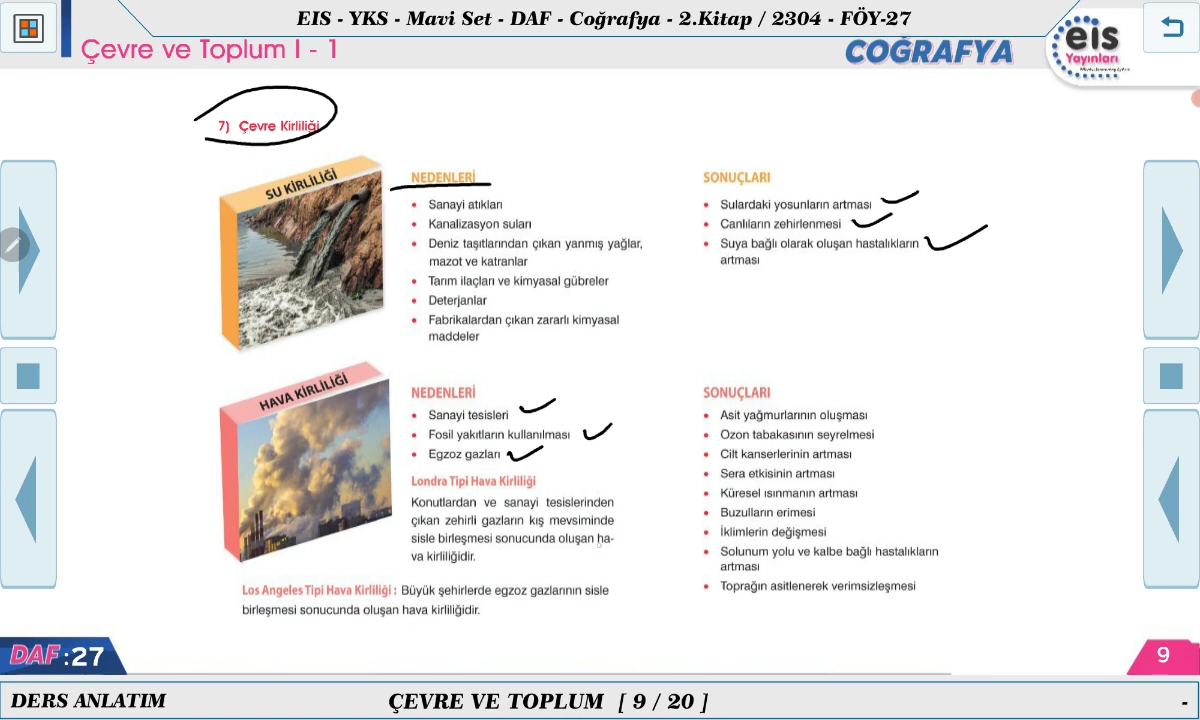 EIS - YKS - Mavi Set - DAF - Coğrafya - 2.Kitap / 2304 - FÖY-27
Çevre ve Toplum I - 1
COĞRAFYA
eis
Yayınları
7) Çevre Kirliliği
SU KİRLİLİĞİ
NEDENLERİ
• Sanayi atıkları
• Kanalizasyon suları
• Deniz taşıtlarından çıkan yanmış yağlar,
mazot ve katranlar
• Tarım ilaçları ve kimyasal gübreler
• Deterjanlar
• Fabrikalardan çıkan zararlı kimyasal
maddeler
SONUÇLARI
• Sulardaki yosunların artması
• Canlıların zehirlenmesi
• Suya bağlı olarak oluşan hastalıkların
artması
HAVA KİRLİLİĞİ
NEDENLERİ
• Sanayi tesisleri
• Fosil yakıtların kullanılması
• Egzoz gazları
Londra Tipi Hava Kirliliği
Konutlardan ve sanayi tesislerinden
çıkan zehirli gazların kış mevsiminde
sisle birleşmesi sonucunda oluşan ha-
va kirliliğidir.
Los Angeles Tipi Hava Kirliliği : Büyük şehirlerde egzoz gazlarının sisle
birleşmesi sonucunda oluşan hava kirliliğidir.
SONUÇLARI
• Asit yağmurlarının oluşması
• Ozon tabakasının seyrelmesi
• Cilt kanserlerinin artması
• Sera etkisinin artması
• Küresel ısınmanın artması
• Buzulların erimesi
• İklimlerin değişmesi
• Solunum yolu ve kalbe bağlı hastalıkların
artması
• Toprağın asitlenerek verimsizleşmesi
DAF :27
9
DERS ANLATIM
ÇEVRE VE TOPLUM [ 9 / 20 ]
-